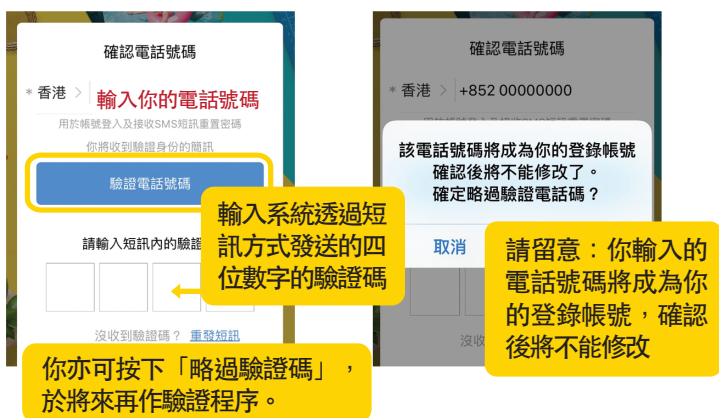 確認電話號碼
* 香港 > 輸入你的電話號碼
用於帳號登入及接收SMS短訊重置密碼
你將收到驗證身份的簡訊
驗證電話號碼
輸入系統透過短
訊方式發送的四
位數字的驗證碼
請輸入短訊內的驗證
沒收到驗證碼? 重發短訊
你亦可按下「略過驗證碼」,
於將來再作驗證程序。
確認電話號碼
* 香港 > +852 00000000
該電話號碼將成為你的登錄帳號
確認後將不能修改了。
確定略過驗證電話碼?
取消
請留意:你輸入的
電話號碼將成為你
的登錄帳號,確認
後將不能修改
沒收